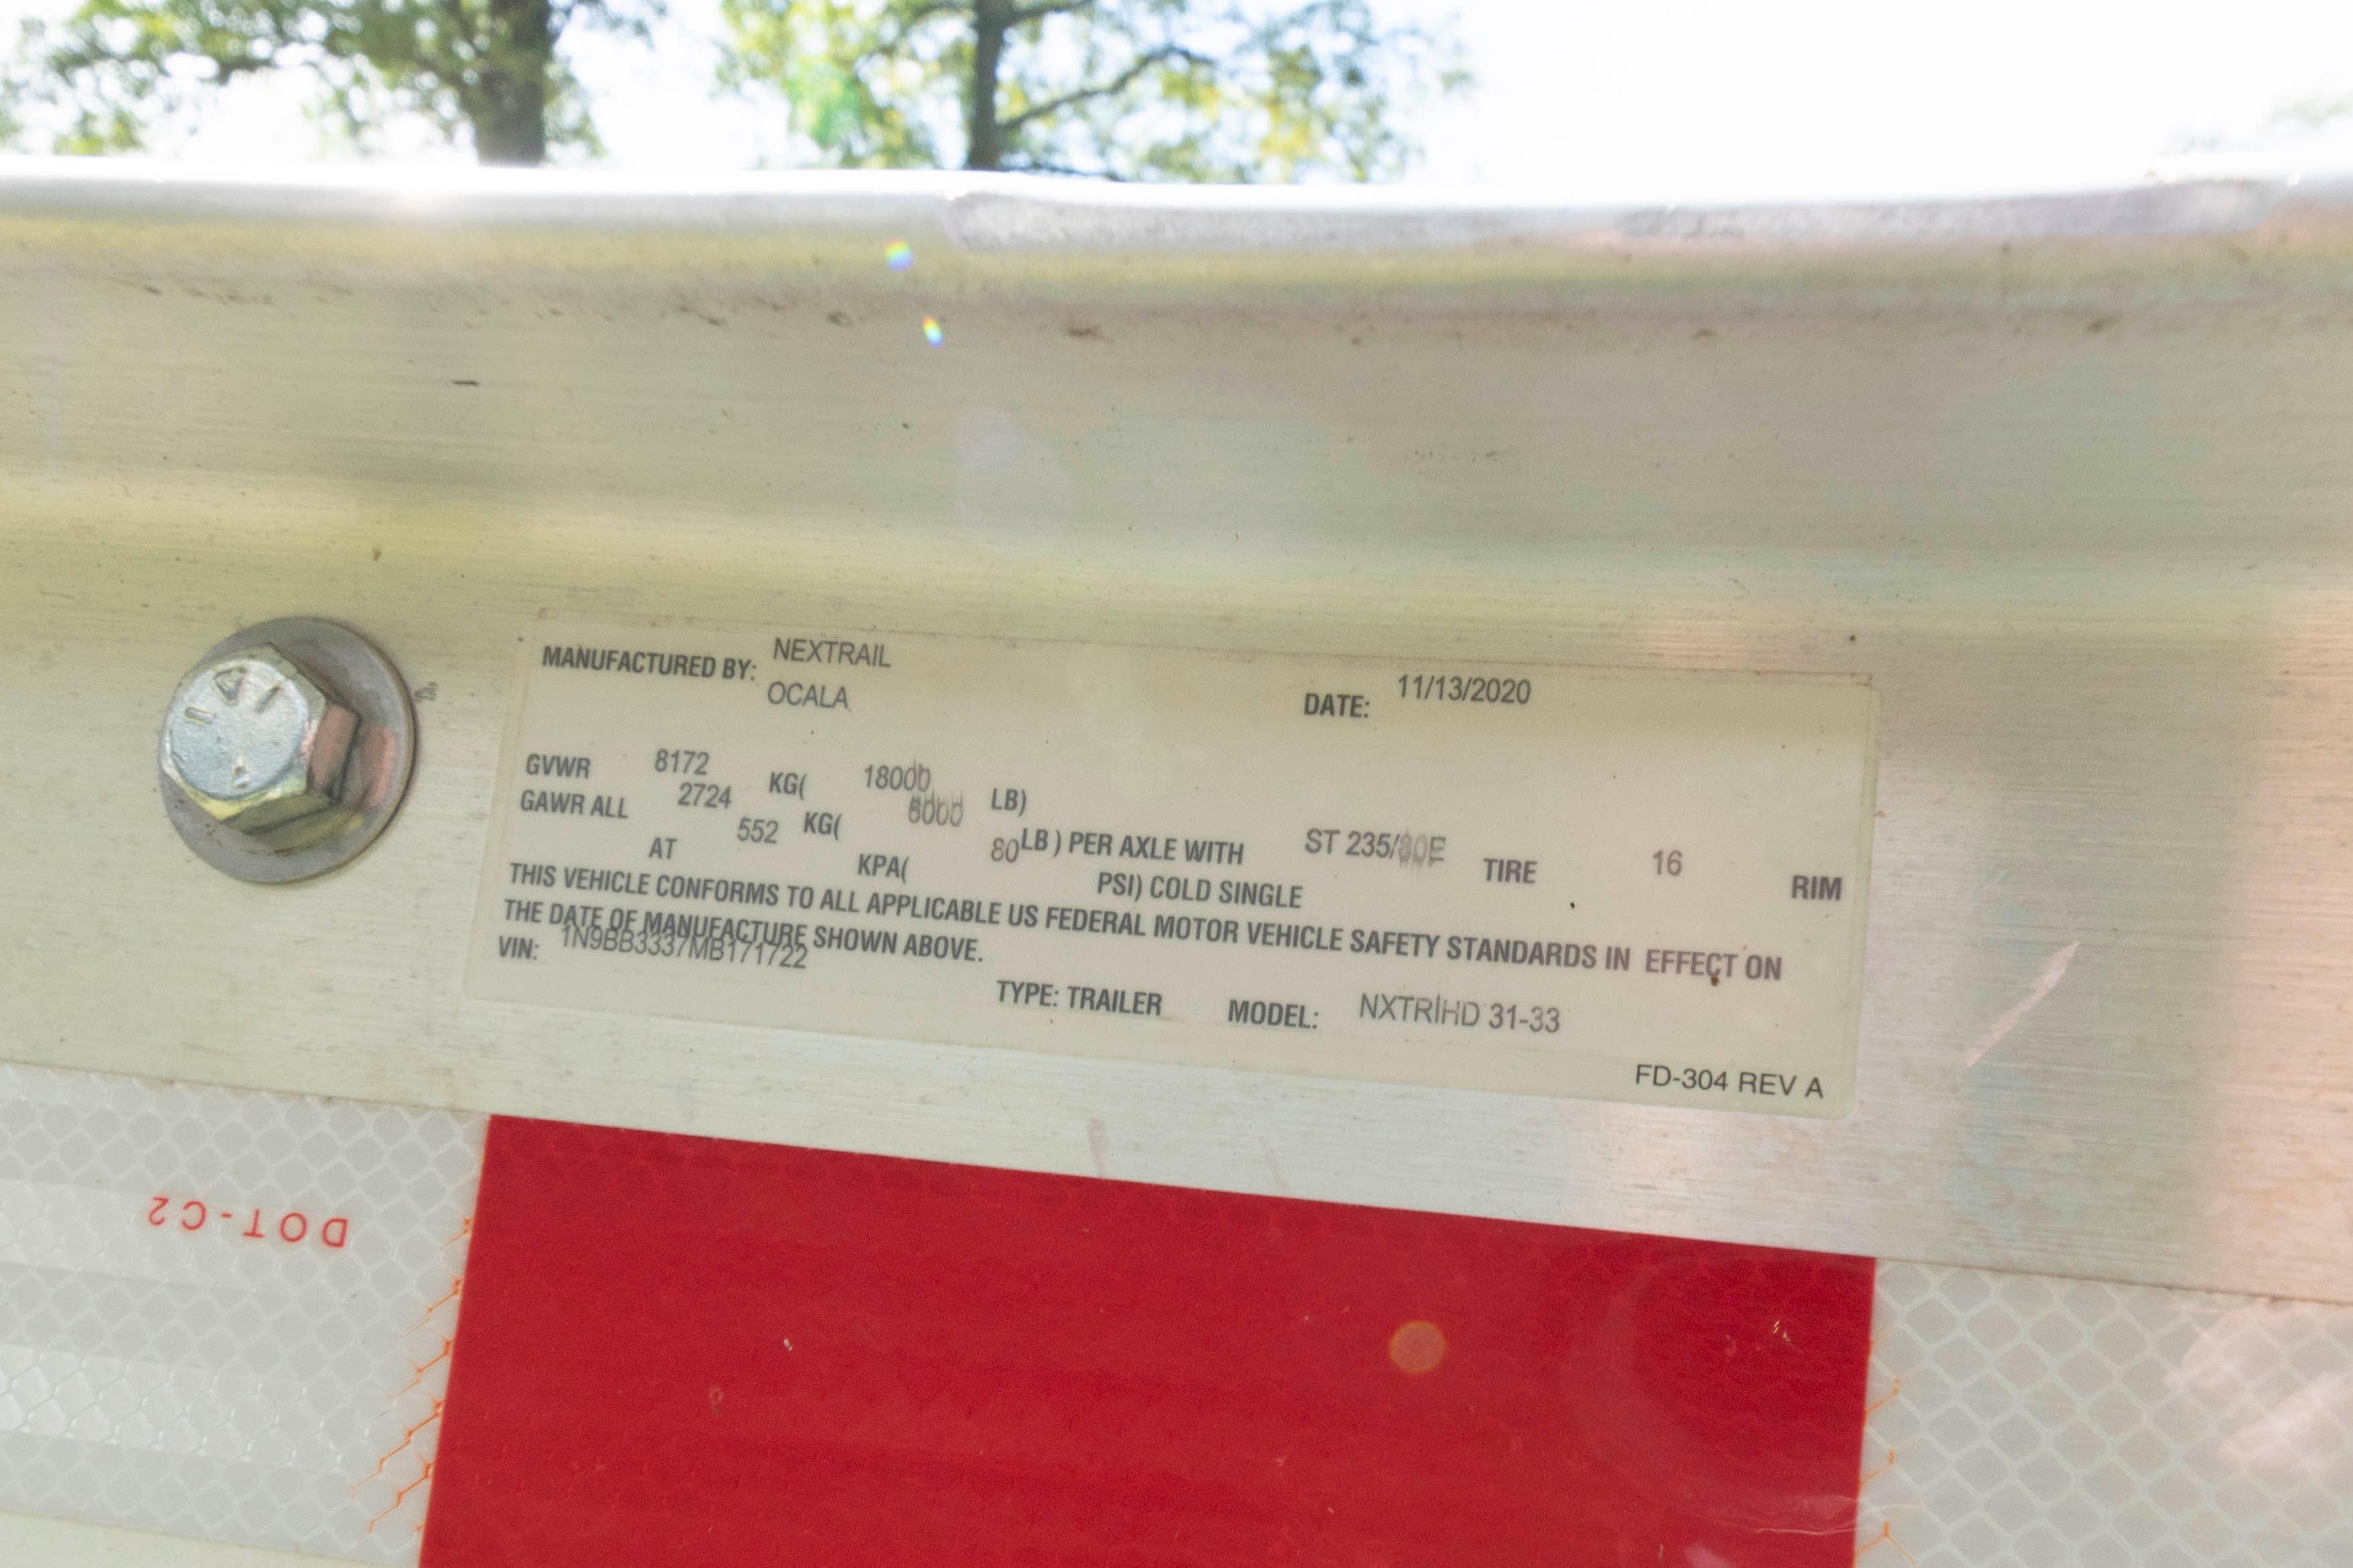 MANUFACTURED BY: NEXTRAIL
OCALA
DATE: 11/13/2020
GVWR 8172 KG( 18000 LB)
GAWR ALL 2724 KG( 6000 LB) PER AXLE WITH ST 235/80E TIRE 16 RIM
AT 552 KPA( 80 PSI) COLD SINGLE
THIS VEHICLE CONFORMS TO ALL APPLICABLE US FEDERAL MOTOR VEHICLE SAFETY STANDARDS IN EFFECT ON
THE DATE OF MANUFACTURE SHOWN ABOVE.
VIN: 1N9BB3337MB171722
TYPE: TRAILER MODEL: NXTRIHD 31-33
FD-304 REV A
DOT-C2